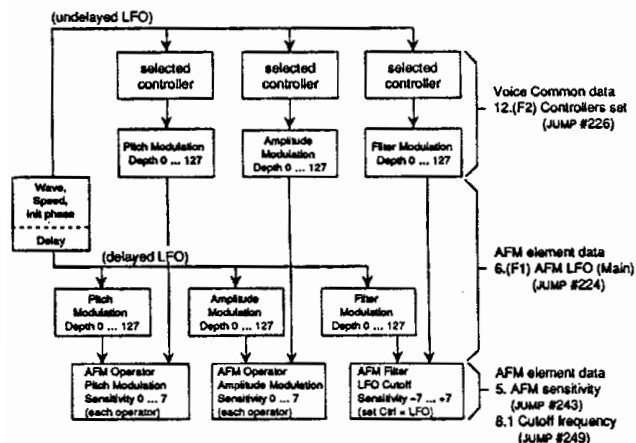 (undelayed LFO)
selected
controller
selected
controller
selected
controller
Voice Common data
12.(F2) Controllers set
(JUMP #226)
Pitch Modulation
Depth 0 ... 127
Amplitude
Modulation
Depth 0 ... 127
Filter Modulation
Depth 0 ... 127
Wave,
Speed,
init phase
Delay
(delayed LFO)
AFM element data
6.(F1) AFM LFO (Main)
(JUMP #224)
Pitch
Modulation
Depth 0 ... 127
Amplitude
Modulation
Depth 0 ... 127
Filter
Modulation
Depth 0 ... 127
AFM Operator
Pitch Modulation
Sensitivity 0 ... 7
(each operator)
AFM Operator
Amplitude Modulation
Sensitivity 0 ... 7
(each operator)
AFM Filter
LFO Cutoff
Sensitivity -7 ... +7
(set Ctrl = LFO)
AFM element data
5. AFM sensitivity
(JUMP #243)
8.1 Cutoff frequency
(JUMP #249)